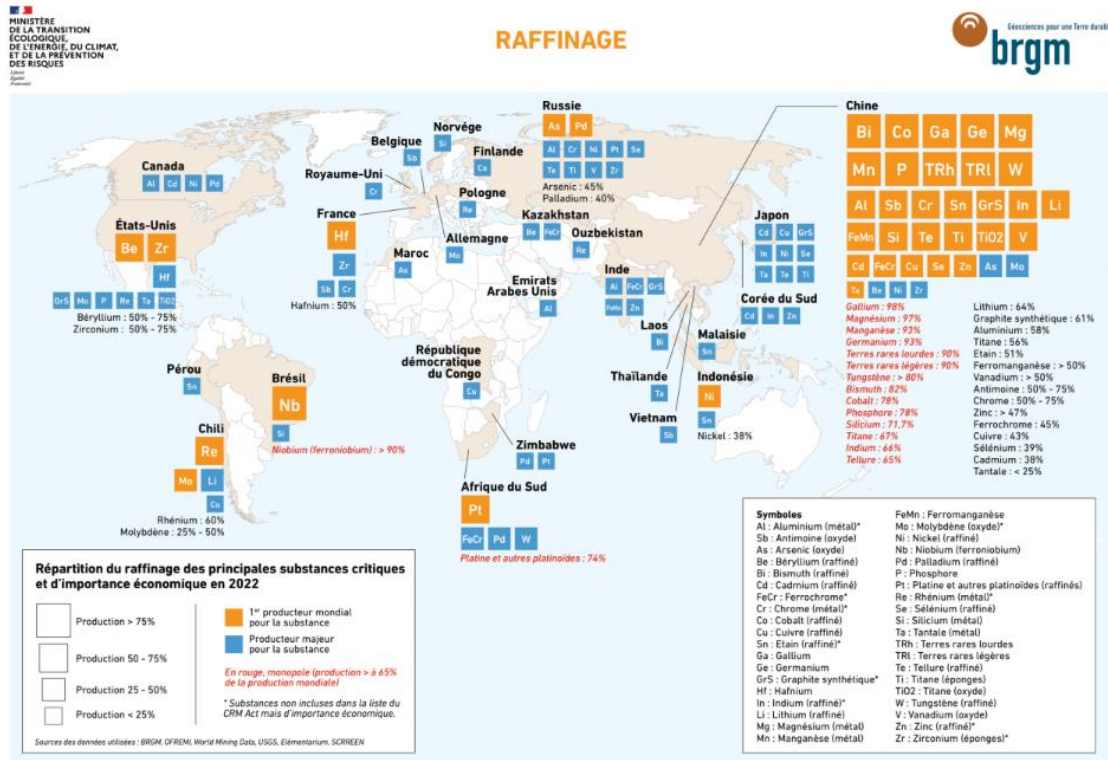 MINISTÈRE
DE LA TRANSITION
ÉCOLOGIQUE,
DE L'ÉNERGIE, DU CLIMAT,
ET DE LA PRÉVENTION
DES RISQUES
Liberté
Égalité
Fraternité
RAFFINAGE
Géosciences pour une Terre durable
brgm
Canada
Al Cd Ni Pd
États-Unis
Be Zr
Hf
GrS Mo P Re Ta TiO2
Béryllium : 50% - 75%
Zirconium : 50% - 75%
Pérou
Sn
Brésil
Nb
Si
Niobium (ferroniobium) : > 90%
Chili
Re
Mo Li
Cu
Rhénium : 60%
Molybdène : 25% - 50%
Norvége
Si
Belgique
Sb
Finlande
Co
Royaume-Uni
Cr
Pologne
Re
France
Hf
Zr
Sb Cr
Hafnium : 50%
Allemagne
Mo
Maroc
As
Russie
As Pd
Al Cr Ni Pt Se
Te Ti V Zr
Arsenic : 45%
Palladium : 40%
Kazakhstan
Be FeCr
Ouzbekistan
Re
Emirats
Arabes Unis
Al
Inde
Al FeCr GrS
FeMn Zn
République
démocratique
du Congo
Cu
Zimbabwe
Pd Pt
Afrique du Sud
Pt
FeCr Pd W
Platine et autres platinoïdes : 74%
Laos
Bi
Thaïlande
Ta
Vietnam
Sb
Malaisie
Sn
Indonésie
Ni
Sn
Nickel : 38%
Japon
Cd Cu GrS
In Ni Se
Ta Te Ti
Corée du Sud
Cd In Zn
Chine
Bi Co Ga Ge Mg
Mn P TRh TRl W
Al Sb Cr Sn GrS In Li
FeMn Si Te Ti TiO2 V
Cd FeCr Cu Se Zn As Mo
Ta Be Ni Zr
Gallium : 98%
Magnésium : 97%
Manganèse : 93%
Germanium : 93%
Terres rares lourdes : 90%
Terres rares légères : 90%
Tungstène : > 80%
Bismuth : 82%
Cobalt : 78%
Phosphore : 78%
Silicium : 71,7%
Titane : 67%
Indium : 66%
Tellure : 65%
Lithium : 64%
Graphite synthétique : 61%
Aluminium : 58%
Titane : 56%
Etain : 51%
Ferromanganèse : > 50%
Vanadium : > 50%
Antimoine : 50% - 75%
Chrome : 50% - 75%
Zinc : > 47%
Ferrochrome : 45%
Cuivre : 43%
Sélénium : 39%
Cadmium : 38%
Tantale : < 25%
Répartition du raffinage des principales substances critiques
et d'importance économique en 2022
Production > 75%
Production 50 - 75%
Production 25 - 50%
Production < 25%
1er producteur mondial
pour la substance
Producteur majeur
pour la substance
En rouge, monopole (production > à 65%
de la production mondiale)
* Substances non incluses dans la liste du
CRM Act mais d'importance économique.
Sources des données utilisées : BRGM, OFREMI, World Mining Data, USGS, Elémentarium, SCRREEN
Symboles
Al : Aluminium (métal)*
Sb : Antimoine (oxyde)
As : Arsenic (oxyde)
Be : Béryllium (raffiné)
Bi : Bismuth (raffiné)
Cd : Cadmium (raffiné)
FeCr : Ferrochrome*
Cr : Chrome (métal)*
Co : Cobalt (raffiné)
Cu : Cuivre (raffiné)
Sn : Etain (raffiné)*
Ga : Gallium
Ge : Germanium
GrS : Graphite synthétique*
Hf : Hafnium
In : Indium (raffiné)*
Li : Lithium (raffiné)
Mg : Magnésium (métal)
Mn : Manganèse (métal)
FeMn : Ferromanganèse
Mo : Molybdène (oxyde)*
Ni : Nickel (raffiné)
Nb : Niobium (ferroniobium)
Pd : Palladium (raffiné)
P : Phosphore
Pt : Platine et autres platinoïdes (raffinés)
Re : Rhénium (métal)*
Se : Sélénium (raffiné)
Si : Silicium (métal)
Ta : Tantale (métal)
TRh : Terres rares lourdes
TRl : Terres rares légères
Te : Tellure (raffiné)
Ti : Titane (éponges)
TiO2 : Titane (oxyde)
W : Tungstène (raffiné)
V : Vanadium (oxyde)
Zn : Zinc (raffiné)*
Zr : Zirconium (éponges)*